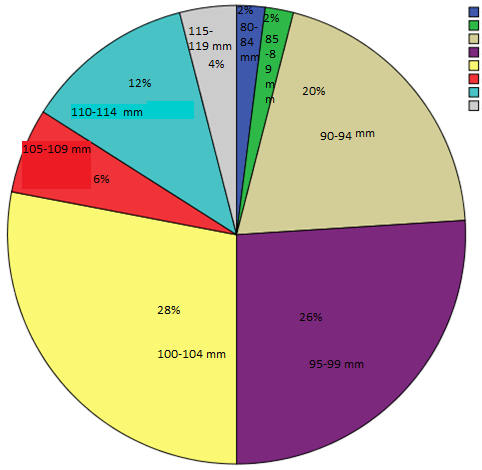 2%
80-
84
mm
2%
85
-8
9
m
m
20%
90-94 mm
26%
95-99 mm
28%
100-104 mm
105-109 mm
6%
12%
110-114 mm
115-
119 mm
4%